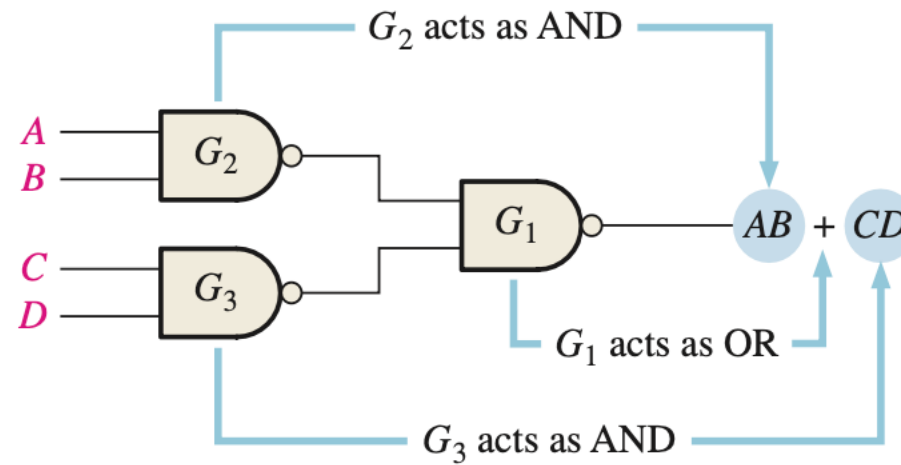 G₂ acts as AND
A
B
G₂
C
D
G₃
G₁
AB + CD
G₁ acts as OR
G₃ acts as AND